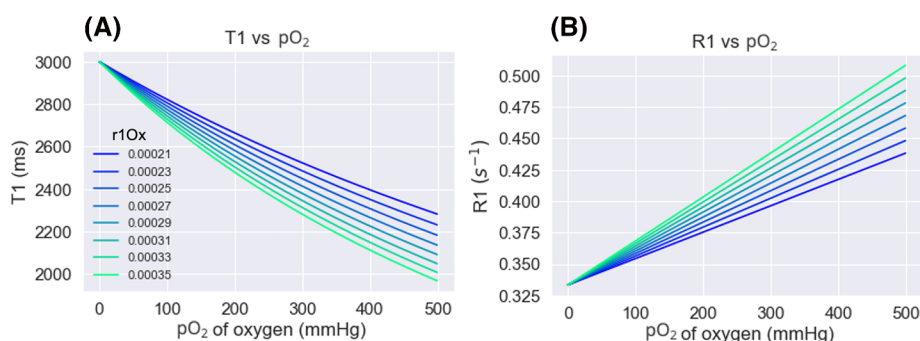 (A)
T1 vs pO₂
3000
2800
2600
2400
2200
2000
T1 (ms)
r1Ox
0.00021
0.00023
0.00025
0.00027
0.00029
0.00031
0.00033
0.00035
0 100 200 300 400 500
pO₂ of oxygen (mmHg)
(B)
R1 vs pO₂
0.500
0.475
0.450
0.425
0.400
0.375
0.350
0.325
R1 (s⁻¹)
0 100 200 300 400 500
pO₂ of oxygen (mmHg)